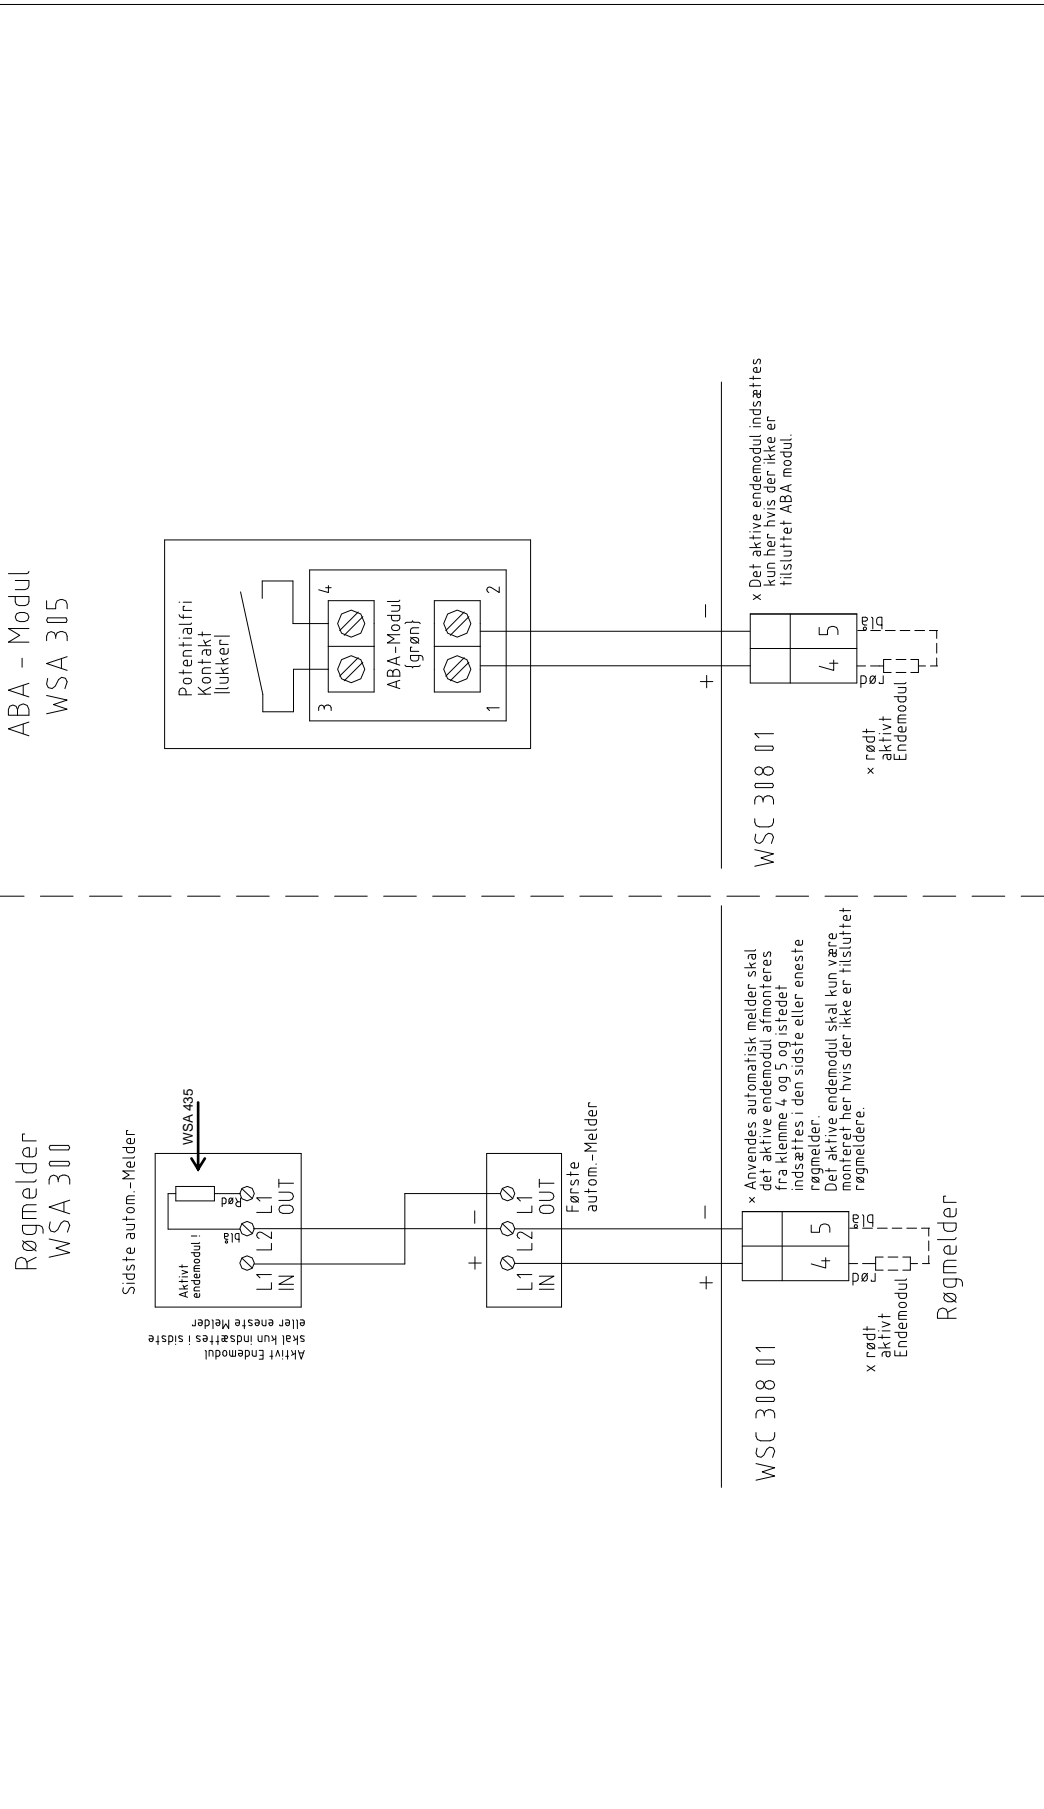 Røgmelder
WSA 300
Sidste autom.-Melder
WSA 435
Aktivt
endemodul !
Rød
blå
L1
L2
L1
IN
OUT
Aktivt Endemodul
skal kun indsættes i sidste
eller eneste Melder
+
–
L1
L2
L1
IN
OUT
Første
autom.-Melder
+
–
WSC 308 01
4
5
rød
blå
x rødt
aktivt
Endemodul
x Anvendes automatisk melder skal
det aktive endemodul afmonteres
fra klemme 4 og 5 og istedet
indsættes i den sidste eller eneste
røgmelder.
Det aktive endemodul skal kun være
monteret her hvis der ikke er tilsluttet
røgmeldere.
Røgmelder
ABA - Modul
WSA 305
Potentialfri
Kontakt
|lukker|
3
4
ABA-Modul
{grøn}
1
2
+
–
WSC 308 01
4
5
rød
blå
x rødt
aktivt
Endemodul
x Det aktive endemodul indsættes
kun her hvis der ikke er
tilsluttet ABA modul.